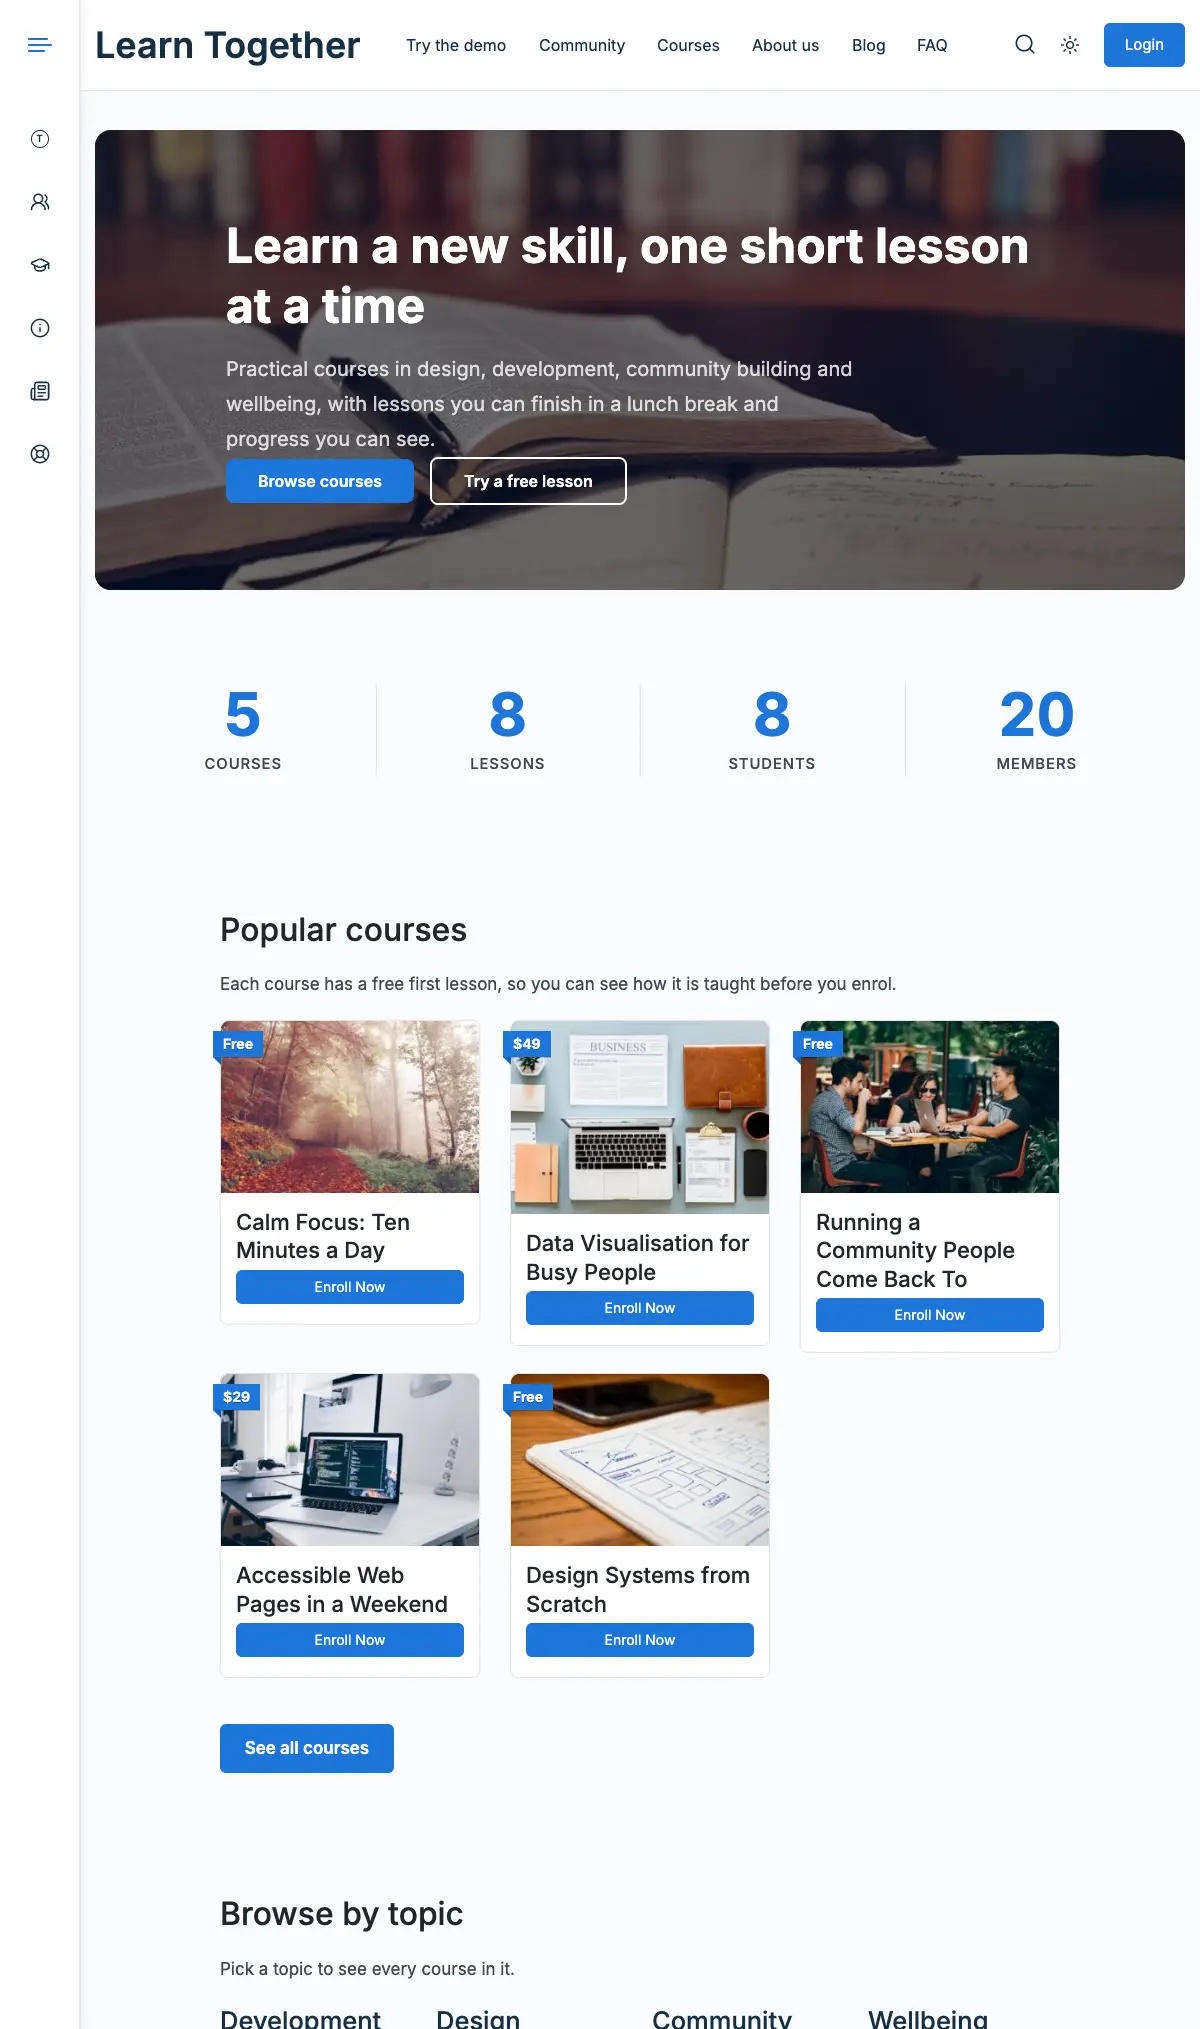 Learn Together
Try the demo
Community
Courses
About us
Blog
FAQ
Login
Learn a new skill, one short lesson
at a time
Practical courses in design, development, community building and
wellbeing, with lessons you can finish in a lunch break and
progress you can see.
Browse courses
Try a free lesson
5
COURSES
8
LESSONS
8
STUDENTS
20
MEMBERS
Popular courses
Each course has a free first lesson, so you can see how it is taught before you enrol.
Free
Calm Focus: Ten
Minutes a Day
Enroll Now
$49
BUSINESS
Data Visualisation for
Busy People
Enroll Now
Free
Running a
Community People
Come Back To
Enroll Now
$29
Accessible Web
Pages in a Weekend
Enroll Now
Free
Design Systems from
Scratch
Enroll Now
See all courses
Browse by topic
Pick a topic to see every course in it.
Development
Design
Community
Wellbeing